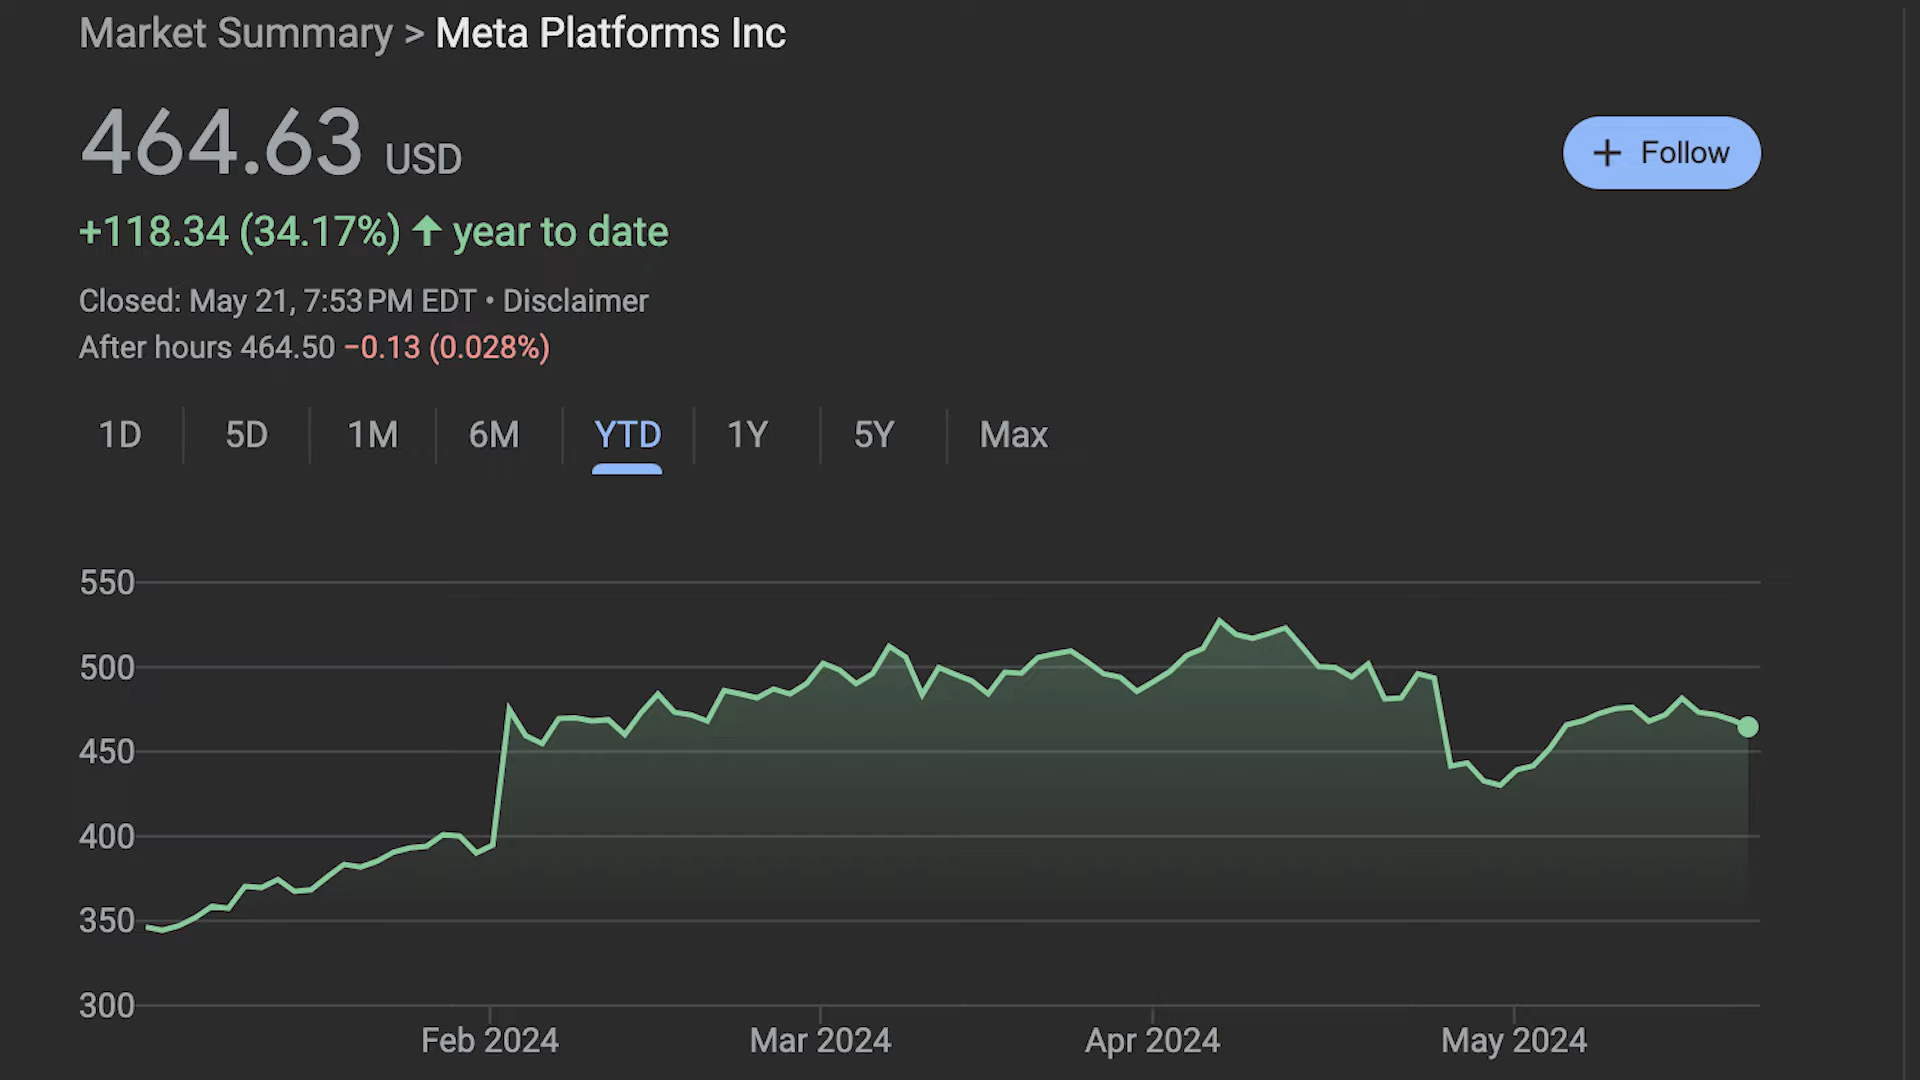 Market Summary > Meta Platforms Inc
464.63 USD
+ Follow
+118.34 (34.17%) ↑ year to date
Closed: May 21, 7:53 PM EDT • Disclaimer
After hours 464.50 −0.13 (0.028%)
1D 5D 1M 6M YTD 1Y 5Y Max
550
500
450
400
350
300
Feb 2024 Mar 2024 Apr 2024 May 2024